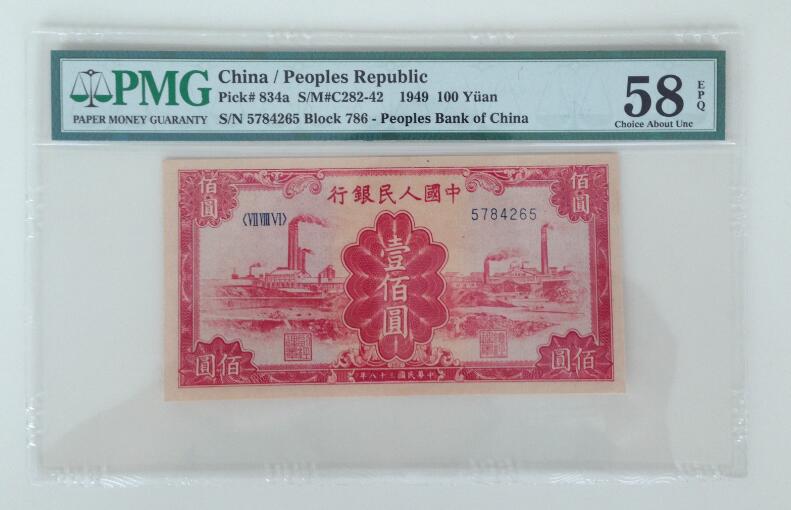 PMG
PAPER MONEY GUARANTY
China / Peoples Republic
Pick# 834a S/M#C282-42 1949 100 Yüan
S/N 5784265 Block 786 - Peoples Bank of China
58
EPQ
Choice About Unc
佰圓
行銀民人國中
佰圓
〈VII VIII VI〉
5784265
壹佰圓
圓佰
年八十三國民華中
圓佰